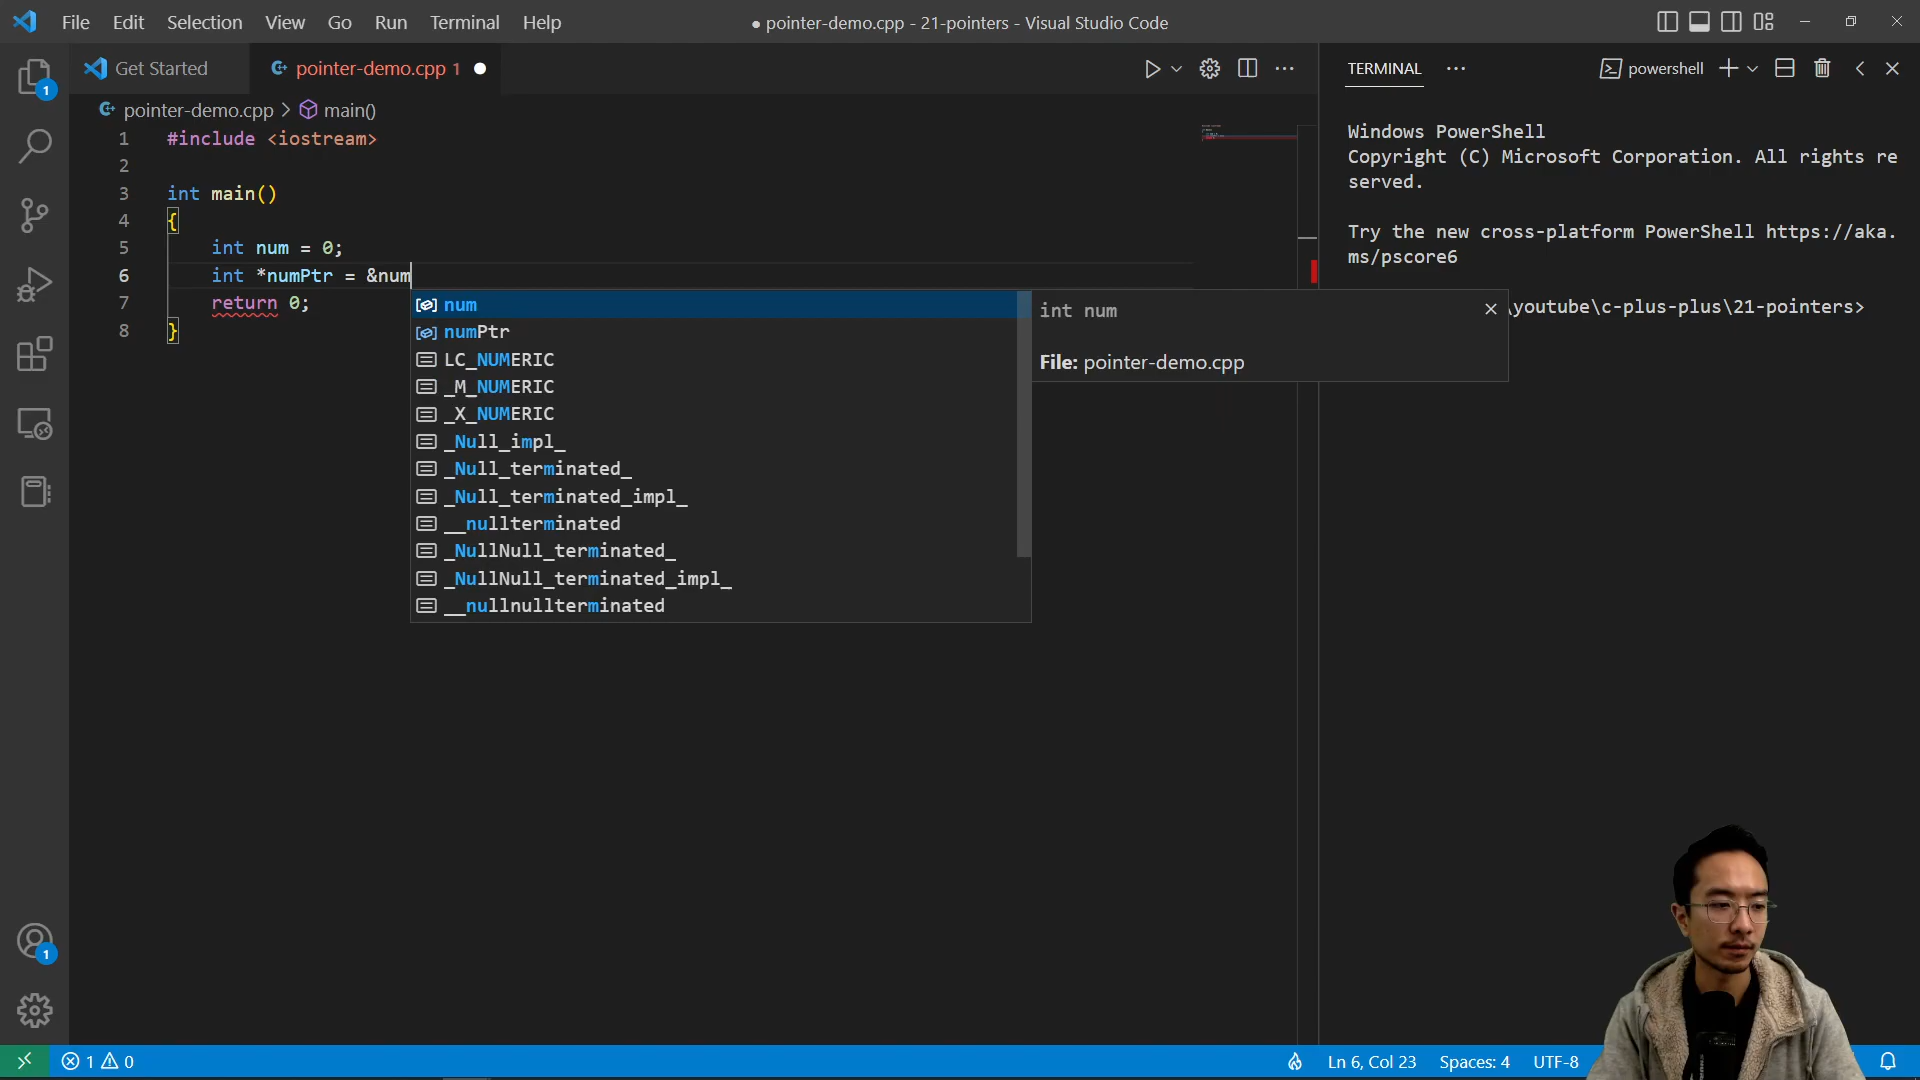 File Edit Selection View Go Run Terminal Help
● pointer-demo.cpp - 21-pointers - Visual Studio Code
Get Started
pointer-demo.cpp 1
pointer-demo.cpp > main()
1 #include <iostream>
2
3 int main()
4 {
5 int num = 0;
6 int *numPtr = &num
7 return 0;
8 }
num
numPtr
LC_NUMERIC
_M_NUMERIC
_X_NUMERIC
_Null_impl_
_Null_terminated_
_Null_terminated_impl_
__nullterminated
_NullNull_terminated_
_NullNull_terminated_impl_
__nullnullterminated
int num
File: pointer-demo.cpp
TERMINAL
powershell
Windows PowerShell
Copyright (C) Microsoft Corporation. All rights re
served.
Try the new cross-platform PowerShell https://aka.
ms/pscore6
\youtube\c-plus-plus\21-pointers>
1
1
1 0
Ln 6, Col 23
Spaces: 4
UTF-8